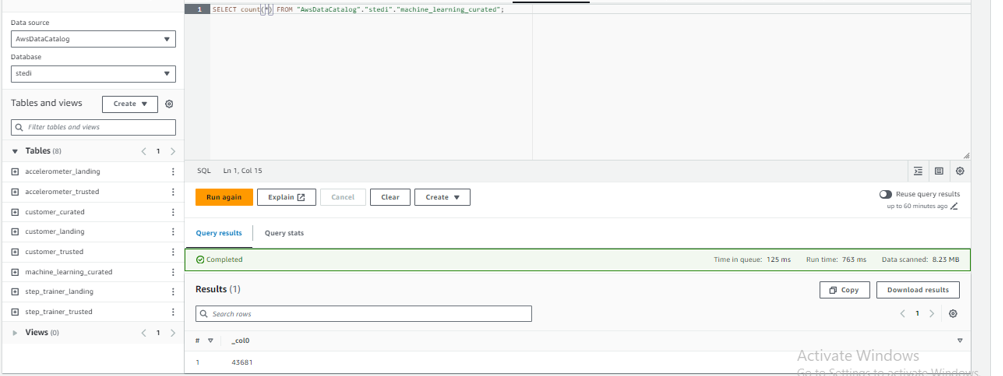 1 SELECT count(*) FROM "AwsDataCatalog"."stedi"."machine_learning_curated";
Data source
AwsDataCatalog
Database
stedi
Tables and views Create
Filter tables and views
Tables (8) 1
accelerometer_landing
accelerometer_trusted
customer_curated
customer_landing
customer_trusted
machine_learning_curated
step_trainer_landing
step_trainer_trusted
Views (0) 1
SQL Ln 1, Col 15
Run again Explain Cancel Clear Create
Reuse query results
up to 60 minutes ago
Query results Query stats
Completed Time in queue: 125 ms Run time: 763 ms Data scanned: 8.23 MB
Results (1) Copy Download results
Search rows 1
# _col0
1 43681
Activate Windows
Go to Settings to activate Windows.